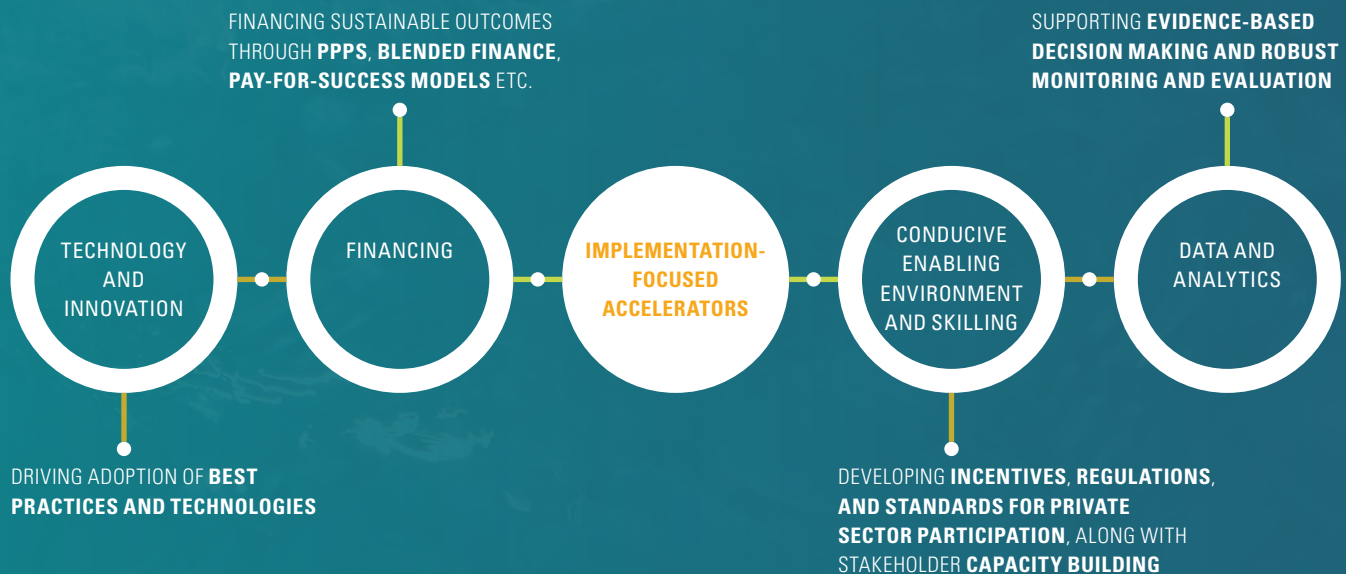 FINANCING SUSTAINABLE OUTCOMES
THROUGH PPPS, BLENDED FINANCE,
PAY-FOR-SUCCESS MODELS ETC.
SUPPORTING EVIDENCE-BASED
DECISION MAKING AND ROBUST
MONITORING AND EVALUATION
TECHNOLOGY
AND
INNOVATION
FINANCING
IMPLEMENTATION-
FOCUSED
ACCELERATORS
CONDUCIVE
ENABLING
ENVIRONMENT
AND SKILLING
DATA AND
ANALYTICS
DRIVING ADOPTION OF BEST
PRACTICES AND TECHNOLOGIES
DEVELOPING INCENTIVES, REGULATIONS,
AND STANDARDS FOR PRIVATE
SECTOR PARTICIPATION, ALONG WITH
STAKEHOLDER CAPACITY BUILDING